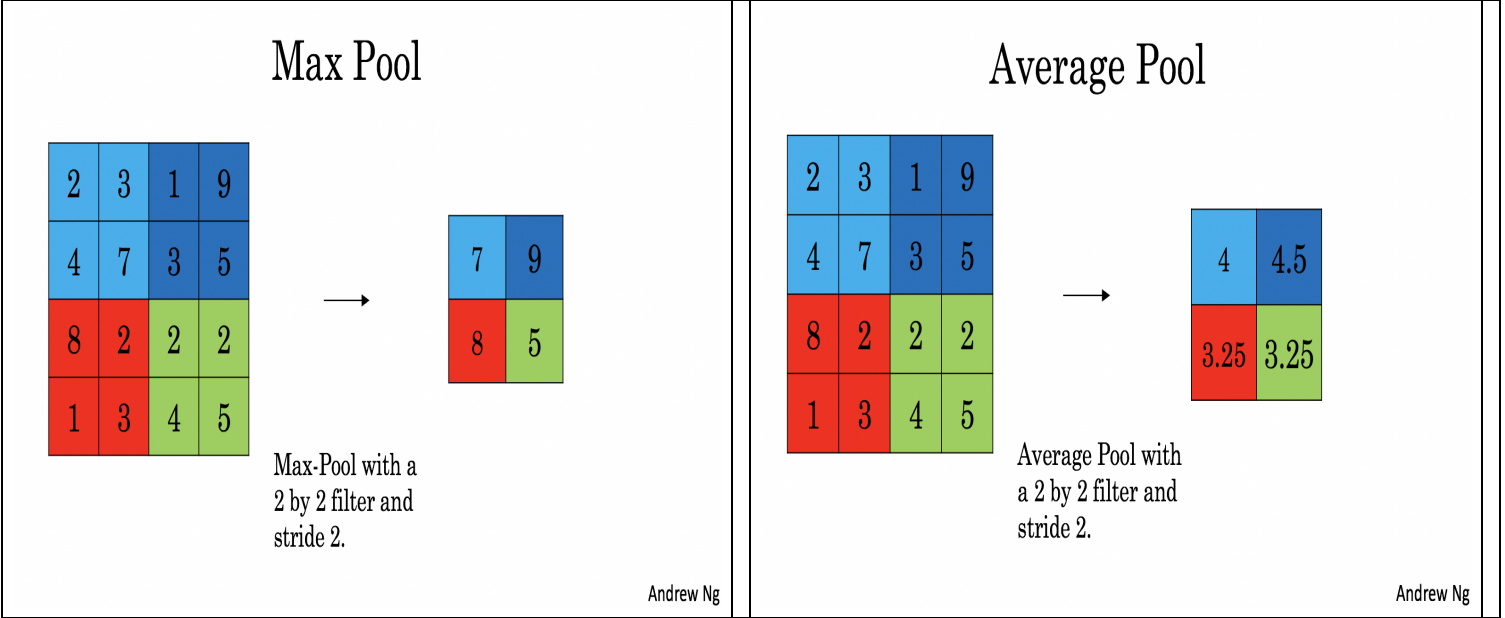 Max Pool
2 3 1 9
4 7 3 5
8 2 2 2
1 3 4 5
7 9
8 5
Max-Pool with a
2 by 2 filter and
stride 2.
Andrew Ng
Average Pool
2 3 1 9
4 7 3 5
8 2 2 2
1 3 4 5
4 4.5
3.25 3.25
Average Pool with
a 2 by 2 filter and
stride 2.
Andrew Ng